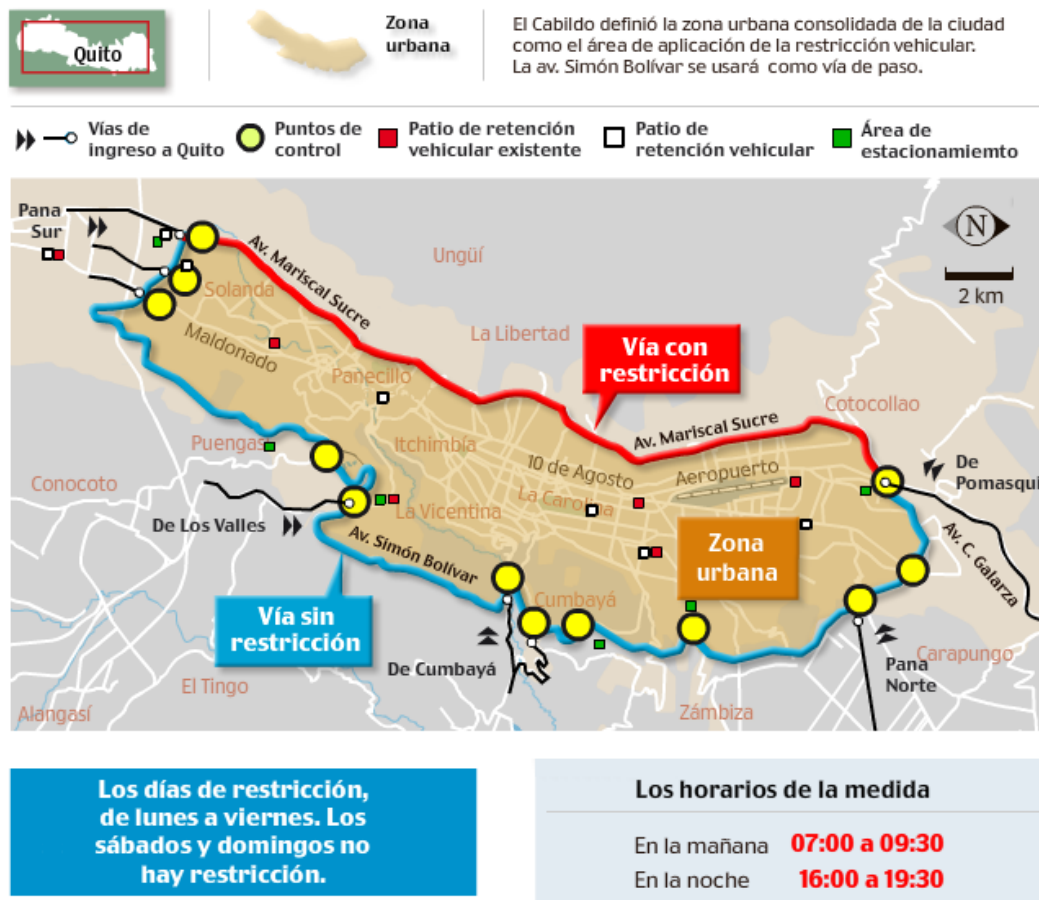 Quito
Zona
urbana
El Cabildo definió la zona urbana consolidada de la ciudad
como el área de aplicación de la restricción vehicular.
La av. Simón Bolívar se usará como vía de paso.
Vías de
ingreso a Quito
Puntos de
control
Patio de retención
vehicular existente
Patio de
retención vehicular
Área de
estacionamiemto
Pana
Sur
Av. Mariscal Sucre
Ungüí
N
2 km
Solanda
La Libertad
Maldonado
Vía con
restricción
Panecillo
Cotocollao
Av. Mariscal Sucre
Puengasí
Itchimbía
10 de Agosto
Aeropuerto
De
Pomasqui
Conocoto
La Carolina
La Vicentina
De Los Valles
Av. Simón Bolívar
Av. C. Galarza
Zona
urbana
Vía sin
restricción
Cumbayá
De Cumbayá
Carapungo
Pana
Norte
El Tingo
Alangasí
Zámbiza
Los días de restricción,
de lunes a viernes. Los
sábados y domingos no
hay restricción.
Los horarios de la medida
En la mañana 07:00 a 09:30
En la noche 16:00 a 19:30